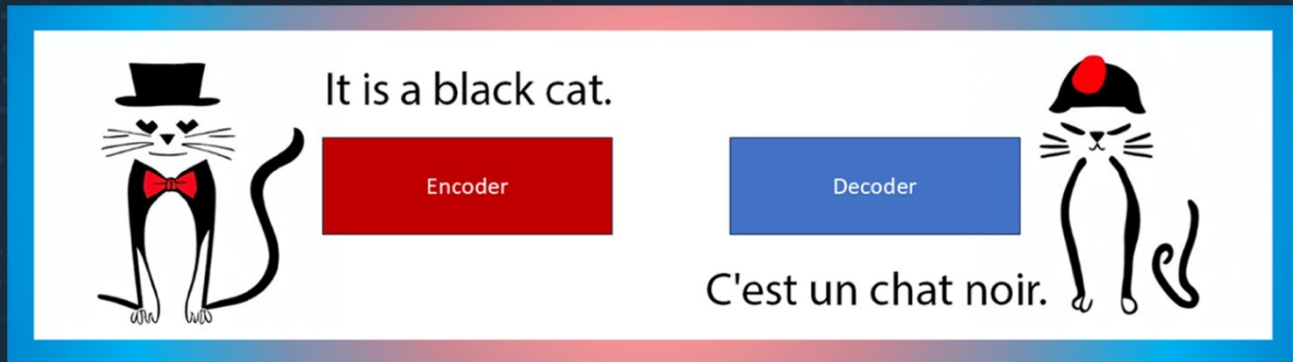 It is a black cat.
Encoder
Decoder
C'est un chat noir.